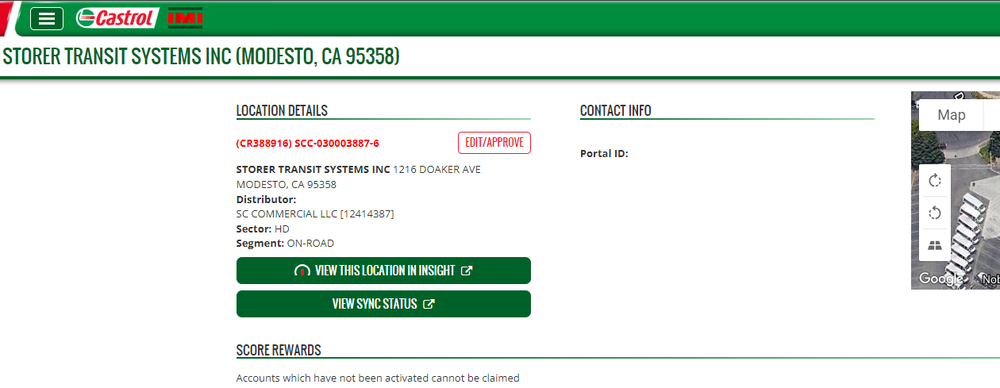 Castrol IMI
STORER TRANSIT SYSTEMS INC (MODESTO, CA 95358)
LOCATION DETAILS
(CR388916) SCC-030003887-6
EDIT/APPROVE
STORER TRANSIT SYSTEMS INC 1216 DOAKER AVE
MODESTO, CA 95358
Distributor:
SC COMMERCIAL LLC [12414387]
Sector: HD
Segment: ON-ROAD
VIEW THIS LOCATION IN INSIGHT
VIEW SYNC STATUS
CONTACT INFO
Portal ID:
Map
Google
SCORE REWARDS
Accounts which have not been activated cannot be claimed